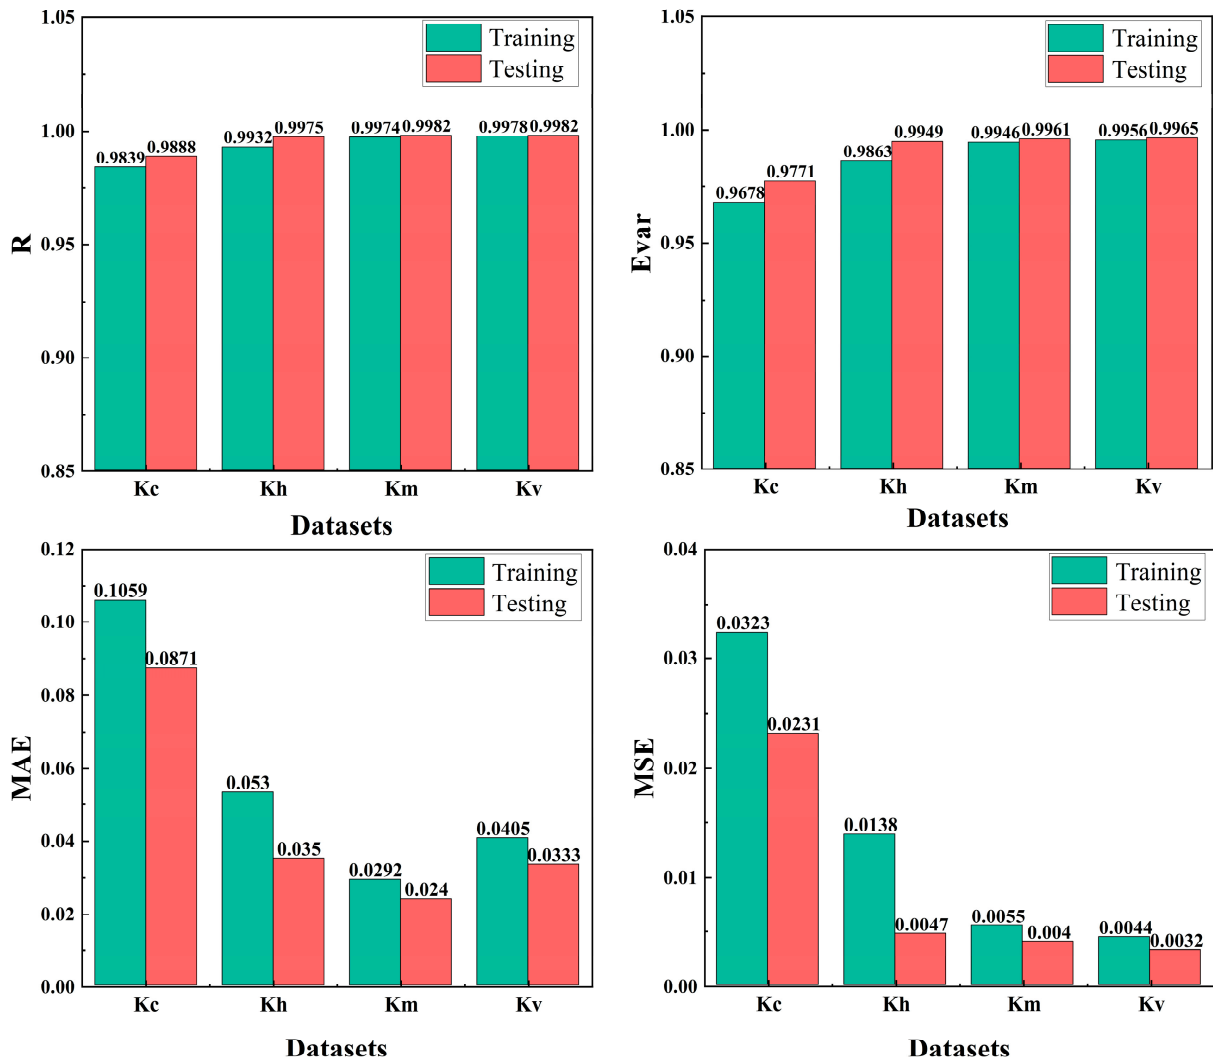 1.05
Training
Testing
1.00
0.9839
0.9888
0.9932
0.9975
0.9974
0.9982
0.9978
0.9982
0.95
R
0.90
0.85
Kc
Kh
Km
Kv
Datasets
1.05
Training
Testing
1.00
0.9678
0.9771
0.9863
0.9949
0.9946
0.9961
0.9956
0.9965
0.95
Evar
0.90
0.85
Kc
Kh
Km
Kv
Datasets
0.12
Training
Testing
0.1059
0.10
0.0871
0.08
MAE
0.06
0.053
0.035
0.04
0.0292
0.024
0.0405
0.0333
0.02
0.00
Kc
Kh
Km
Kv
Datasets
0.04
Training
Testing
0.0323
0.03
0.0231
MSE
0.02
0.0138
0.01
0.0047
0.0055
0.004
0.0044
0.0032
0.00
Kc
Kh
Km
Kv
Datasets